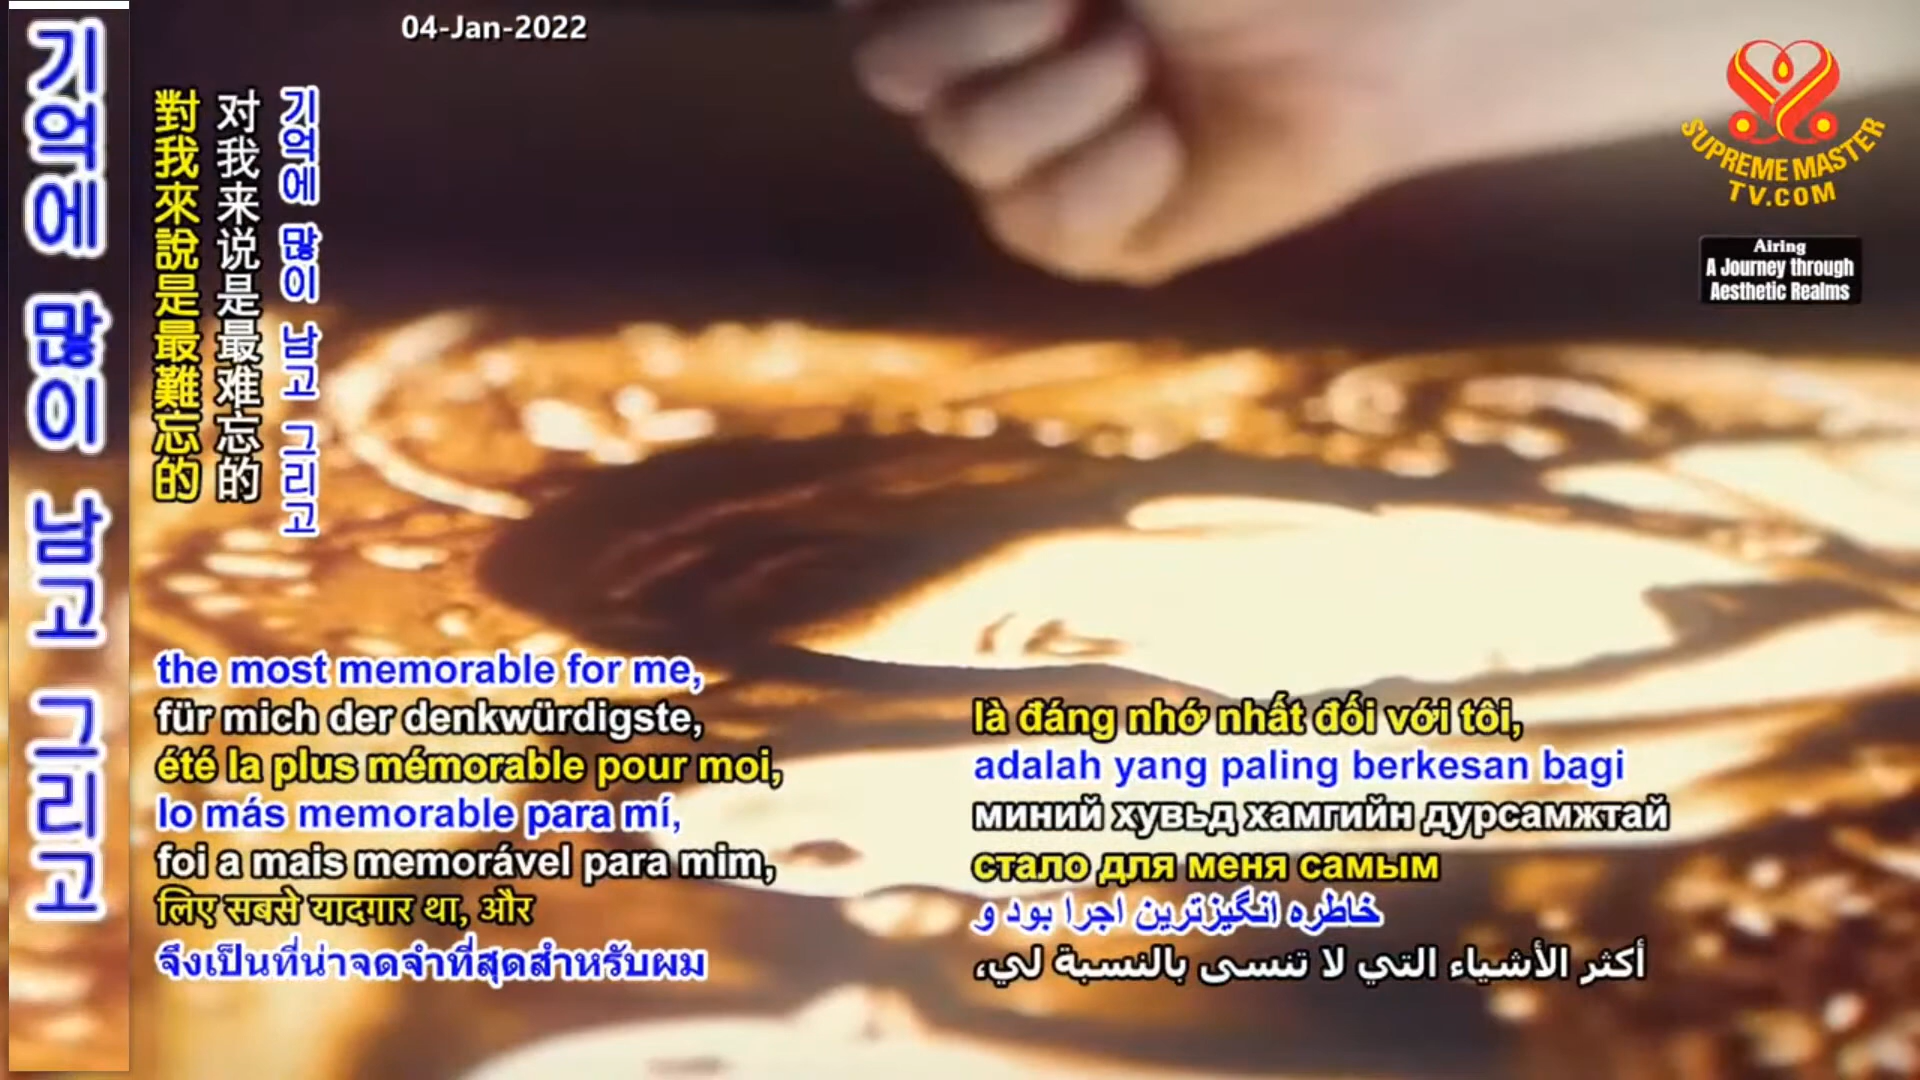 04-Jan-2022
기억에 많이 남고 그리고
對我來說是最難忘的
对我来说是最难忘的
기억에 많이 남고 그리고
SUPREME MASTER
TV.COM
Airing
A Journey through
Aesthetic Realms
the most memorable for me,
für mich der denkwürdigste,
été la plus mémorable pour moi,
lo más memorable para mí,
foi a mais memorável para mim,
लिए सबसे यादगार था, और
จึงเป็นที่น่าจดจำที่สุดสำหรับผม
là đáng nhớ nhất đối với tôi,
adalah yang paling berkesan bagi
миний хувьд хамгийн дурсамжтай
стало для меня самым
خاطره انگیزترین اجرا بود و
أكثر الأشياء التي لا تنسى بالنسبة لي،